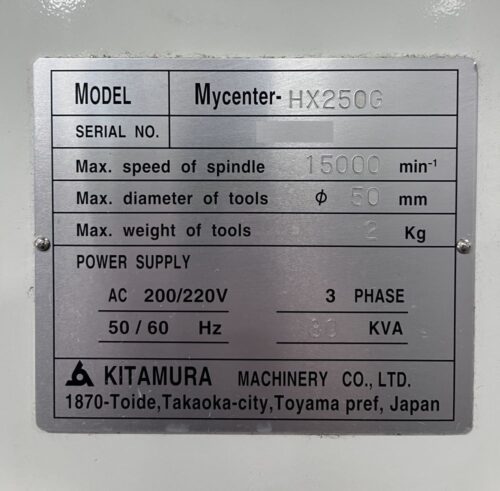 MODEL Mycenter-HX250G
SERIAL NO.
Max. speed of spindle 15000 min⁻¹
Max. diameter of tools ϕ 50 mm
Max. weight of tools 2 Kg
POWER SUPPLY
AC 200/220V 3 PHASE
50/60 Hz 30 KVA
KITAMURA MACHINERY CO., LTD.
1870-Toide,Takaoka-city,Toyama pref, Japan